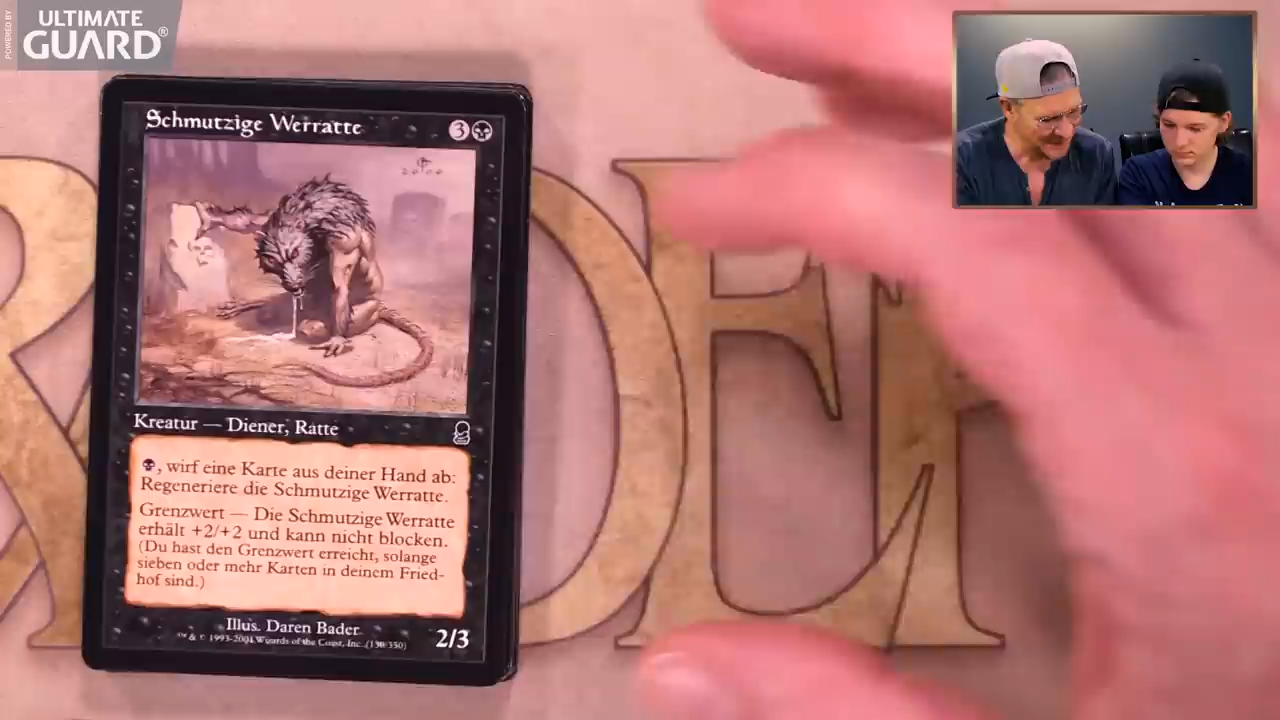 POWERED BY
ULTIMATE
GUARD®
Schmutzige Werratte
3
Kreatur — Diener, Ratte
, wirf eine Karte aus deiner Hand ab:
Regeneriere die Schmutzige Werratte.
Grenzwert — Die Schmutzige Werratte
erhält +2/+2 und kann nicht blocken.
(Du hast den Grenzwert erreicht, solange
sieben oder mehr Karten in deinem Fried-
hof sind.)
Illus. Daren Bader
™ & © 1993-2001 Wizards of the Coast, Inc. (130/350)
2/3